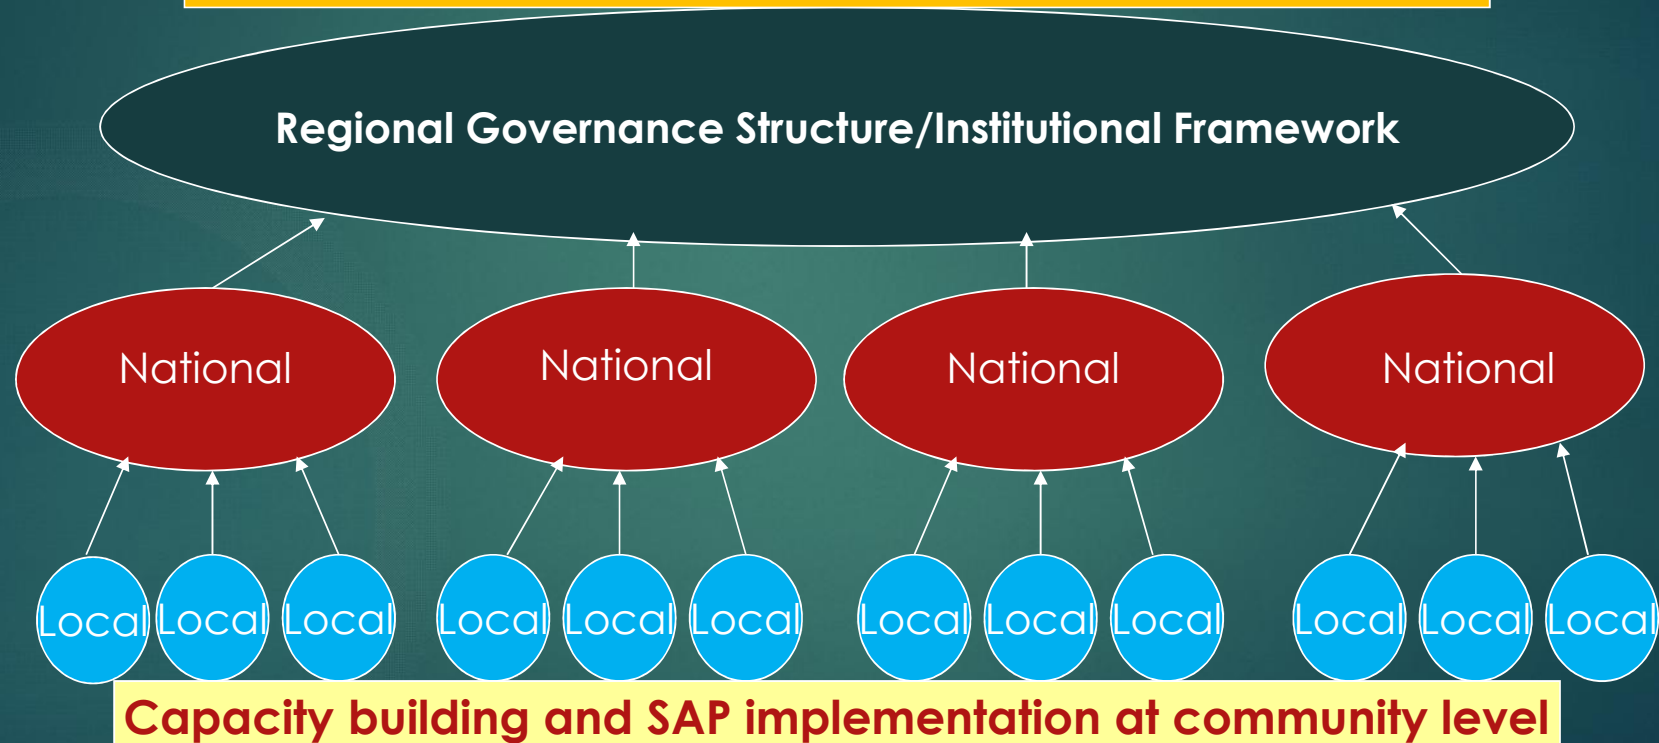 Regional Governance Structure/Institutional Framework
National
National
National
National
Local
Local
Local
Local
Local
Local
Local
Local
Local
Local
Local
Local
Capacity building and SAP implementation at community level